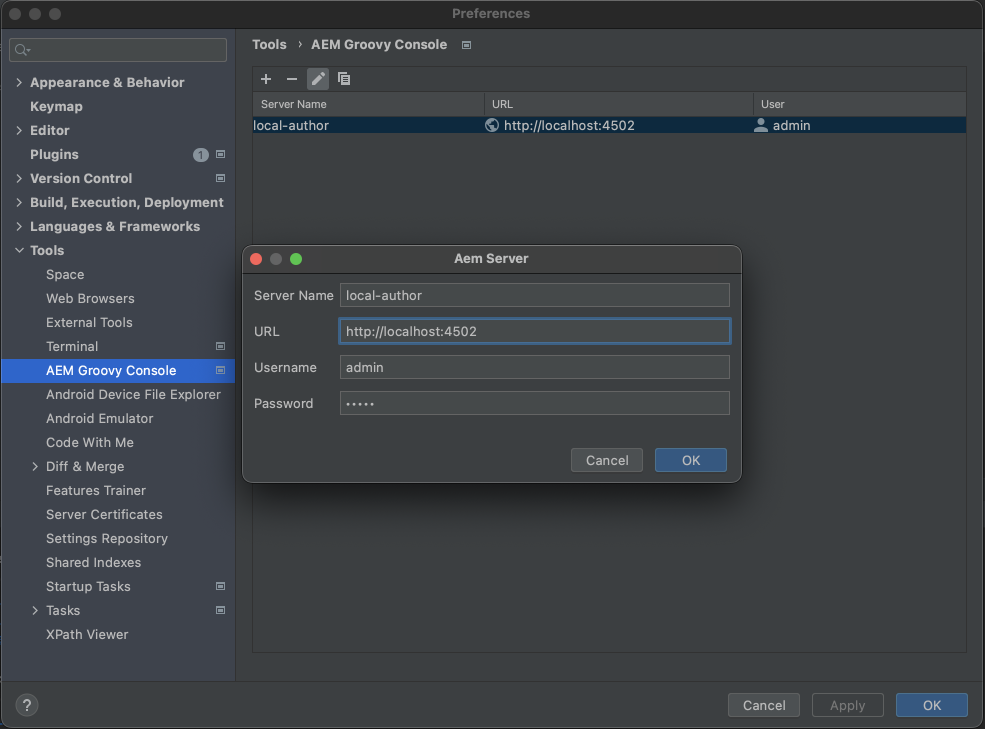 Preferences
Tools › AEM Groovy Console
Appearance & Behavior
Keymap
Editor
Plugins 1
Version Control
Build, Execution, Deployment
Languages & Frameworks
Tools
Space
Web Browsers
External Tools
Terminal
AEM Groovy Console
Android Device File Explorer
Android Emulator
Code With Me
Diff & Merge
Features Trainer
Server Certificates
Settings Repository
Shared Indexes
Startup Tasks
Tasks
XPath Viewer
Server Name URL User
local-author http://localhost:4502 admin
Aem Server
Server Name local-author
URL http://localhost:4502
Username admin
Password •••••
Cancel OK
? Cancel Apply OK